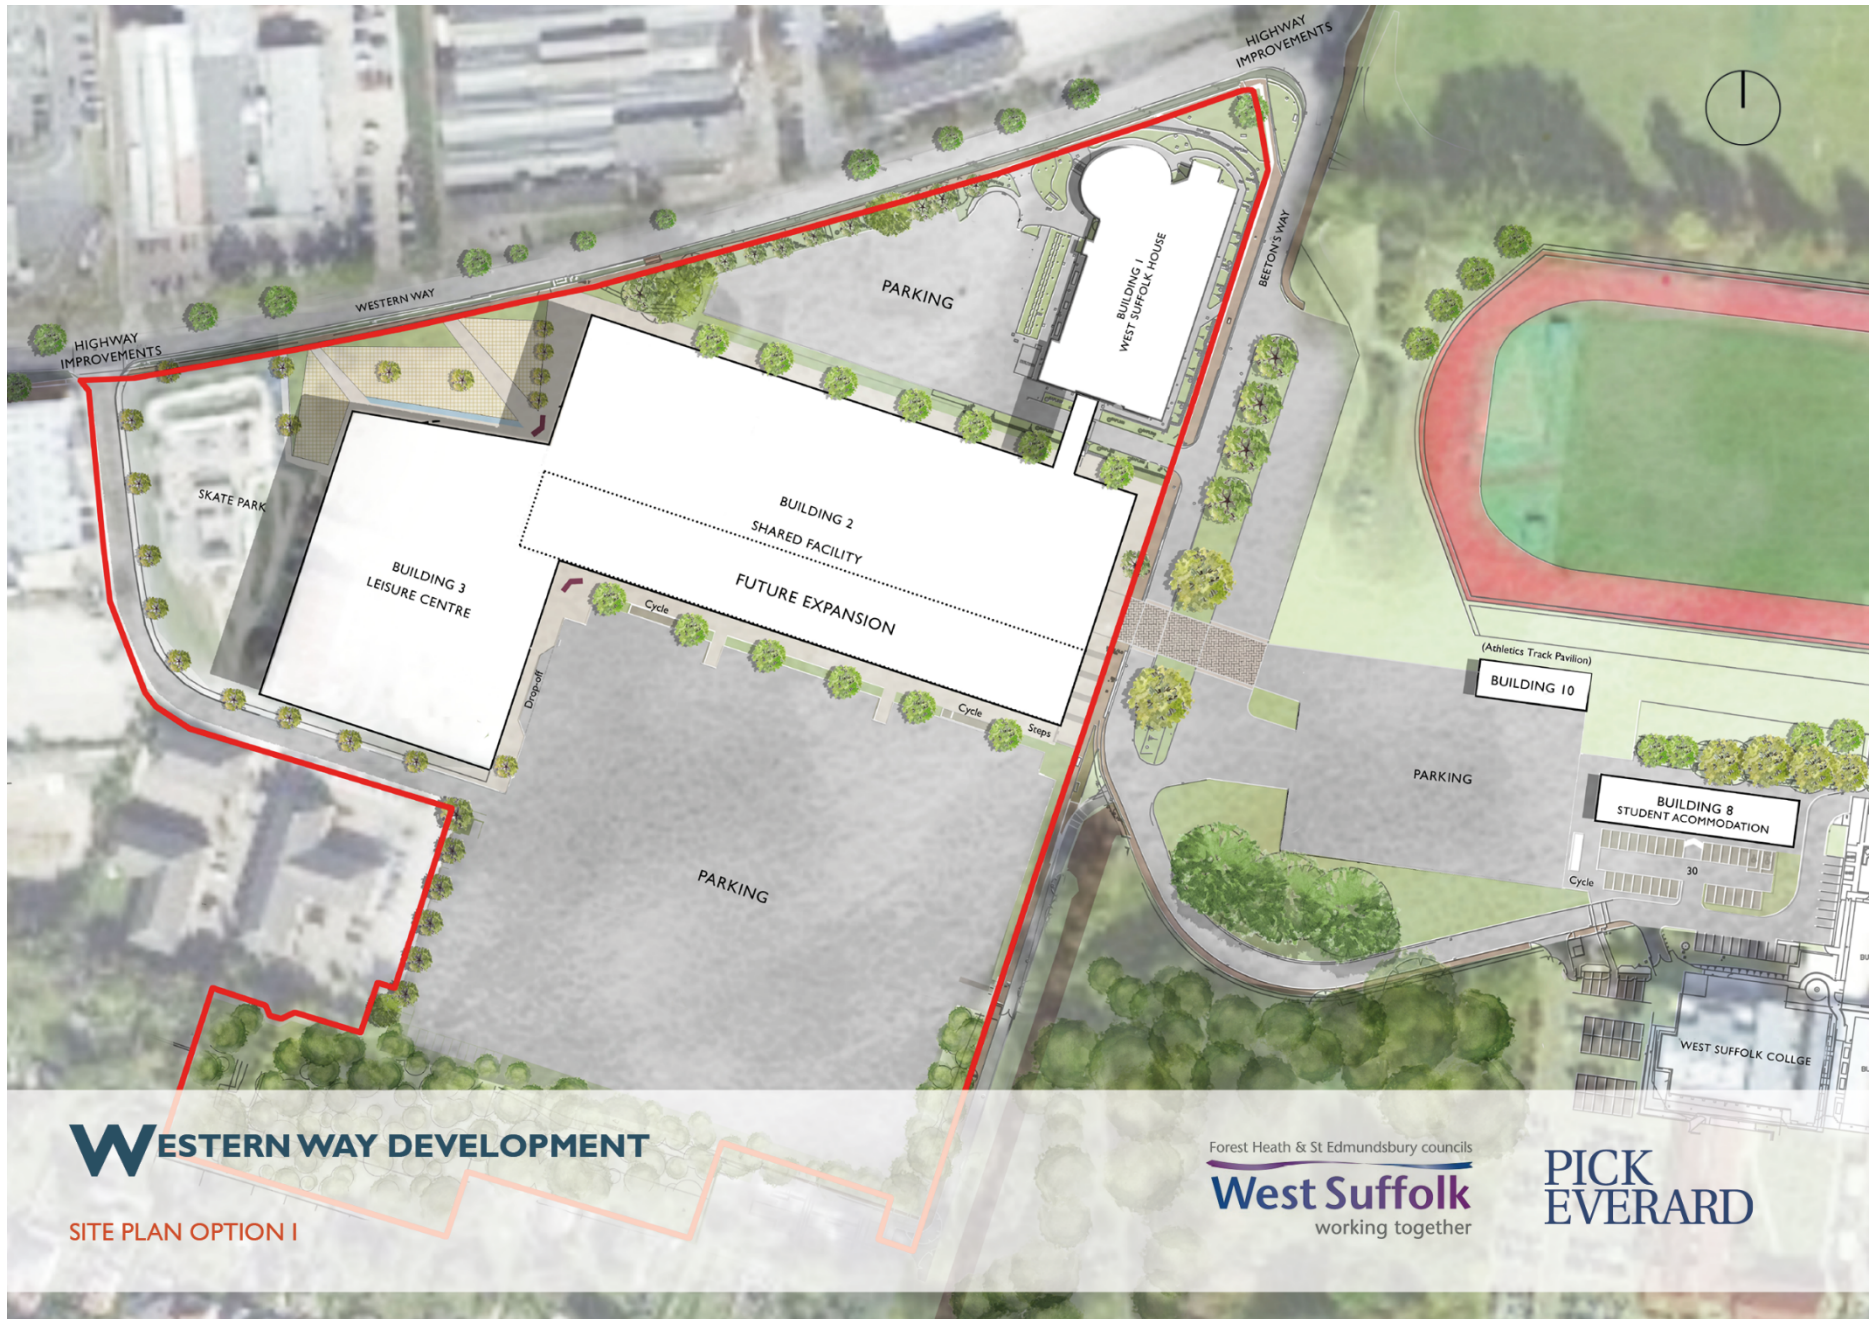 HIGHWAY
IMPROVEMENTS
WESTERN WAY
HIGHWAY
IMPROVEMENTS
PARKING
BUILDING 1
WEST SUFFOLK HOUSE
BEETON'S WAY
SKATE PARK
BUILDING 3
LEISURE CENTRE
BUILDING 2
SHARED FACILITY
FUTURE EXPANSION
Cycle
Drop-off
Cycle
Steps
(Athletics Track Pavilion)
BUILDING 10
PARKING
BUILDING 8
STUDENT ACOMMODATION
30
Cycle
PARKING
WEST SUFFOLK COLLGE
WESTERN WAY DEVELOPMENT
SITE PLAN OPTION 1
Forest Heath & St Edmundsbury councils
West Suffolk
working together
PICK
EVERARD